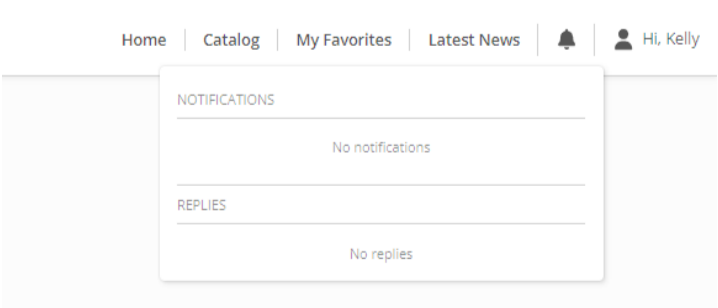 Home Catalog My Favorites Latest News Hi, Kelly
NOTIFICATIONS
No notifications
REPLIES
No replies